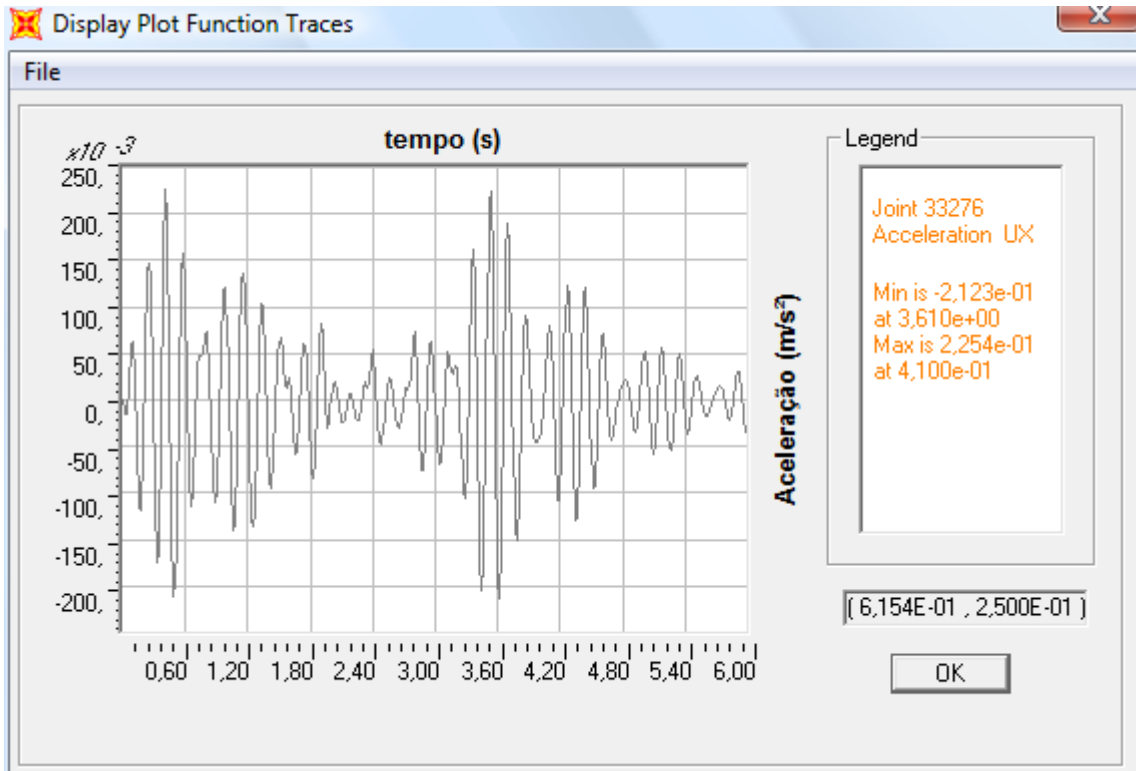 Display Plot Function Traces
X
File
x10 -3
tempo (s)
250,
200,
150,
100,
50,
0,
-50,
-100,
-150,
-200,
0,60 1,20 1,80 2,40 3,00 3,60 4,20 4,80 5,40 6,00
Aceleração (m/s²)
Legend
Joint 33276
Acceleration UX
Min is -2,123e-01
at 3,610e+00
Max is 2,254e-01
at 4,100e-01
( 6,154E-01 , 2,500E-01 )
OK